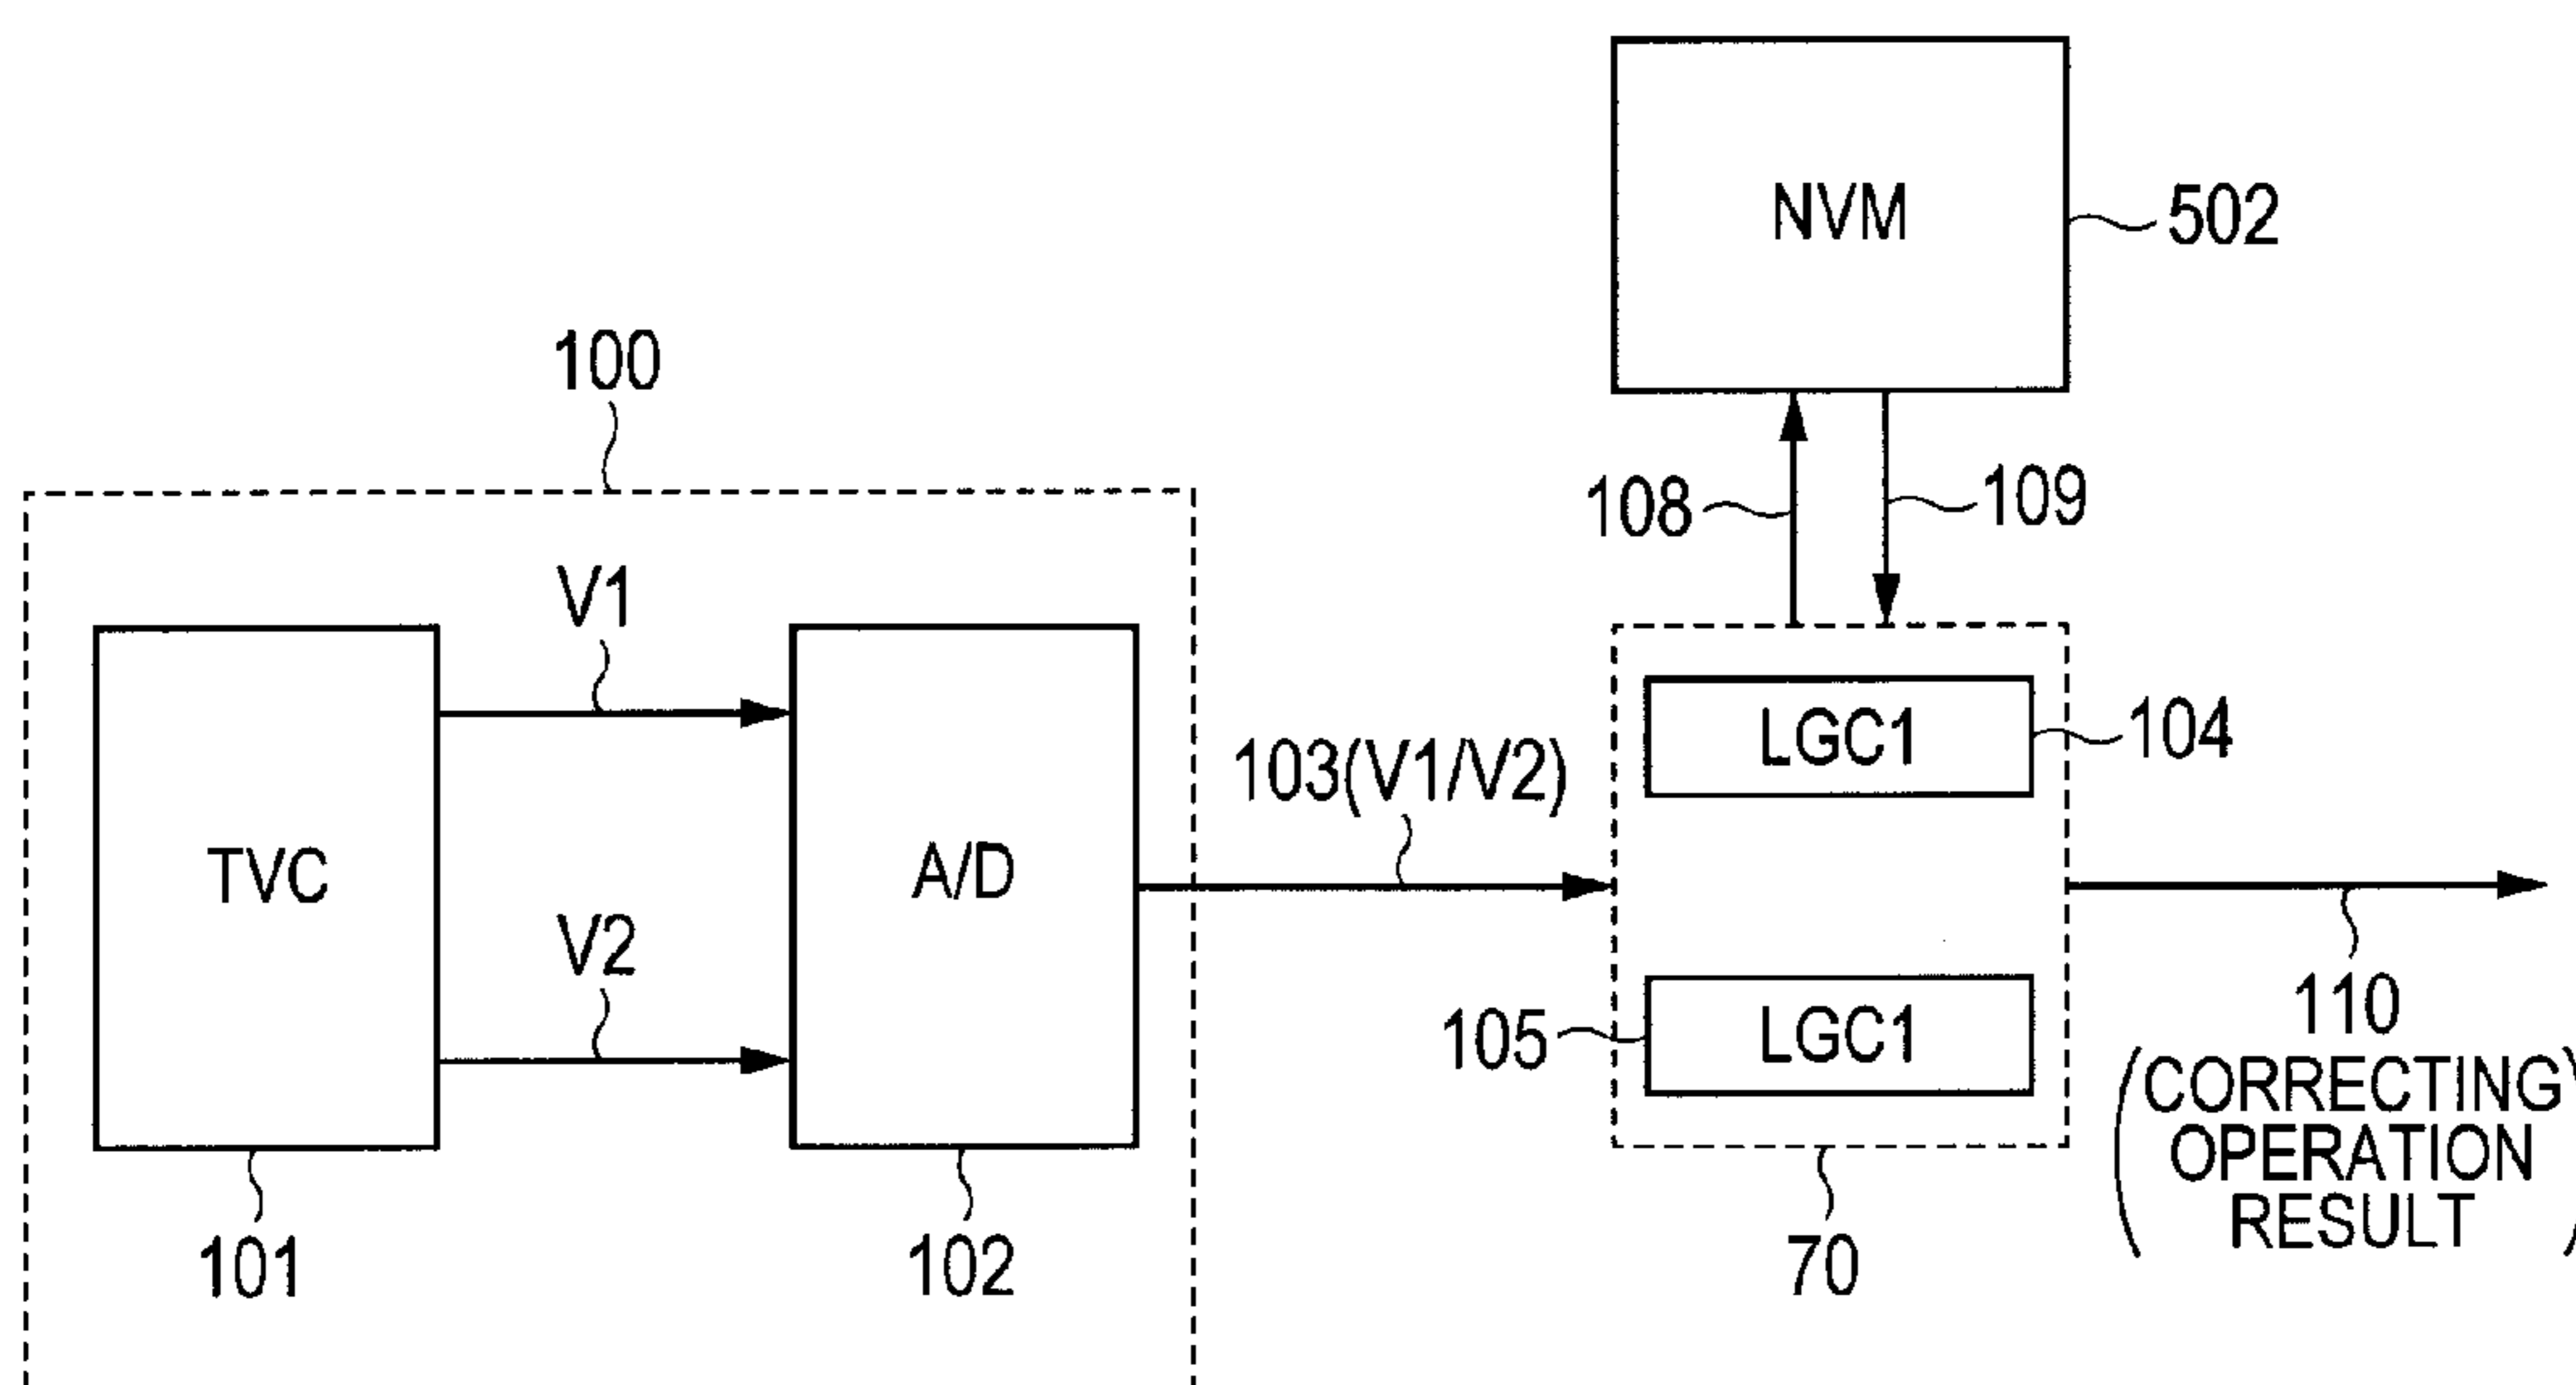 NVM
502
100
108
109
V1
V2
TVC
A/D
103(V1/V2)
LGC1
104
105
LGC1
101
102
70
110
(CORRECTING
OPERATION
RESULT)